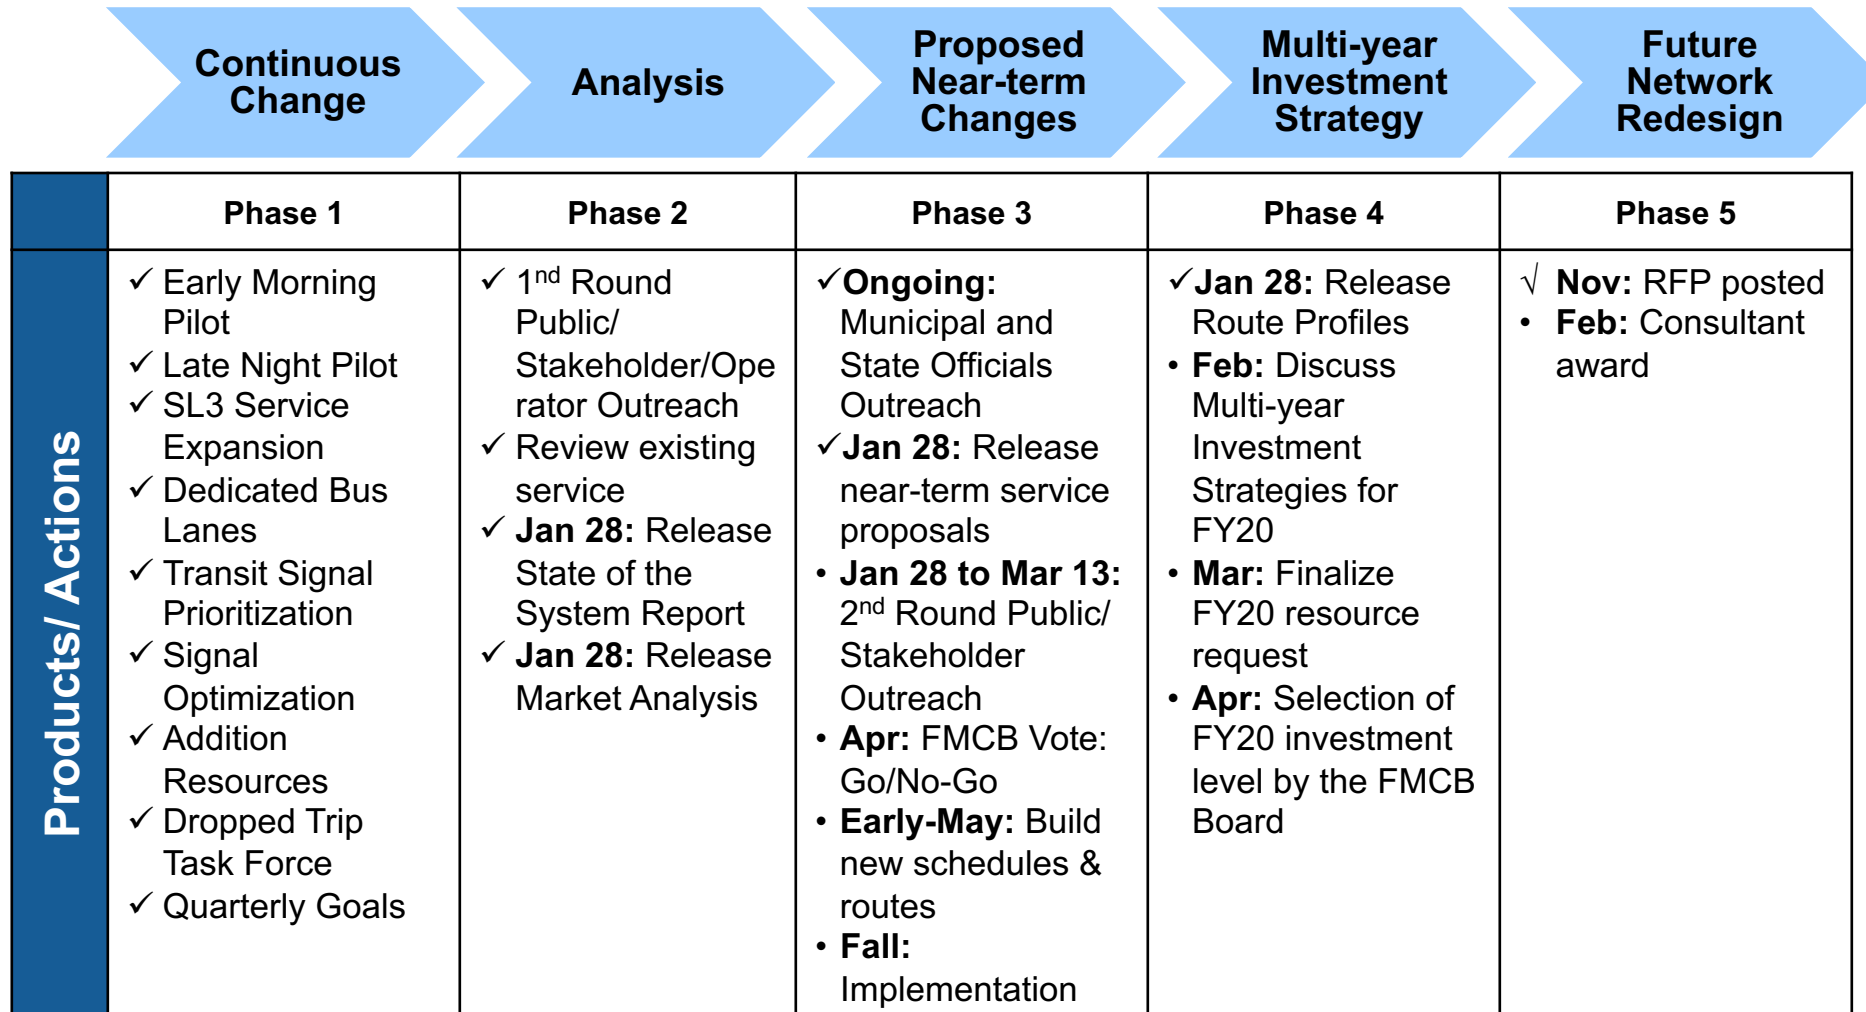 Continuous
Change
Analysis
Proposed
Near-term
Changes
Multi-year
Investment
Strategy
Future
Network
Redesign
Phase 1
Phase 2
Phase 3
Phase 4
Phase 5
Products/ Actions
✓ Early Morning
Pilot
✓ Late Night Pilot
✓ SL3 Service
Expansion
✓ Dedicated Bus
Lanes
✓ Transit Signal
Prioritization
✓ Signal
Optimization
✓ Addition
Resources
✓ Dropped Trip
Task Force
✓ Quarterly Goals
✓ 1nd Round
Public/
Stakeholder/Ope
rator Outreach
✓ Review existing
service
✓ Jan 28: Release
State of the
System Report
✓ Jan 28: Release
Market Analysis
✓ Ongoing:
Municipal and
State Officials
Outreach
✓ Jan 28: Release
near-term service
proposals
• Jan 28 to Mar 13:
2nd Round Public/
Stakeholder
Outreach
• Apr: FMCB Vote:
Go/No-Go
• Early-May: Build
new schedules &
routes
• Fall:
Implementation
✓ Jan 28: Release
Route Profiles
• Feb: Discuss
Multi-year
Investment
Strategies for
FY20
• Mar: Finalize
FY20 resource
request
• Apr: Selection of
FY20 investment
level by the FMCB
Board
√ Nov: RFP posted
• Feb: Consultant
award